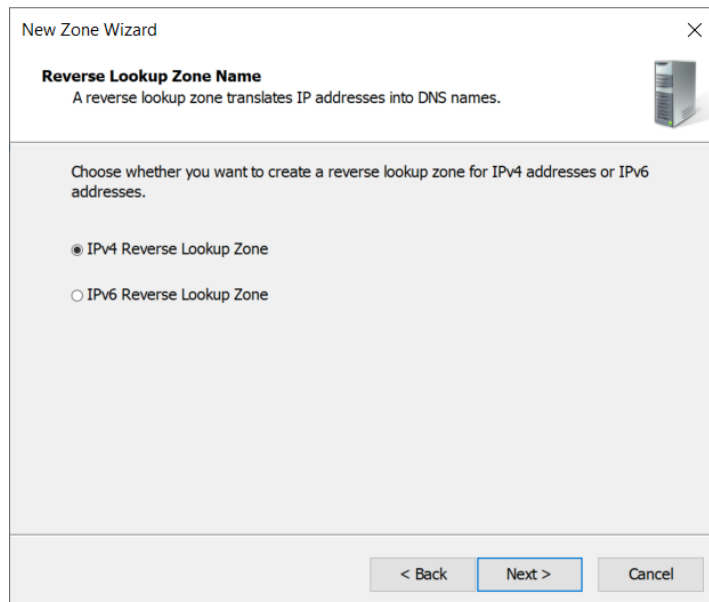 New Zone Wizard
Reverse Lookup Zone Name
A reverse lookup zone translates IP addresses into DNS names.
Choose whether you want to create a reverse lookup zone for IPv4 addresses or IPv6
addresses.
IPv4 Reverse Lookup Zone
IPv6 Reverse Lookup Zone
< Back
Next >
Cancel